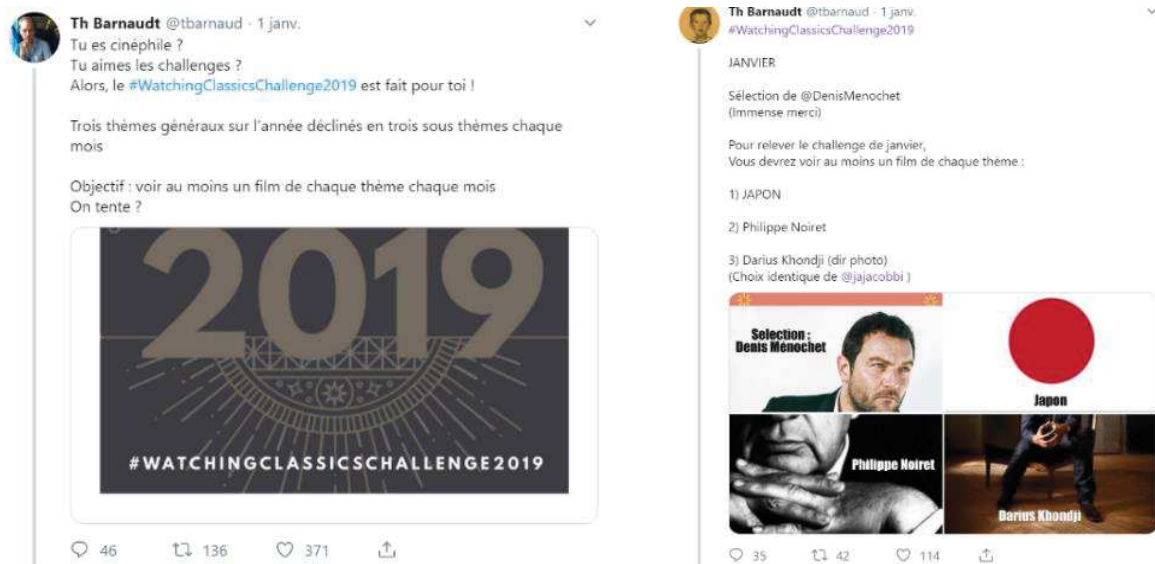 Th Barnaudt @tbarnaud · 1 janv.
Tu es cinéphile ?
Tu aimes les challenges ?
Alors, le #WatchingClassicsChallenge2019 est fait pour toi !
Trois thèmes généraux sur l'année déclinés en trois sous thèmes chaque
mois
Objectif : voir au moins un film de chaque thème chaque mois
On tente ?
2019
#WATCHINGCLASSICSCHALLENGE2019
46 136 371
Th Barnaudt @tbarnaud · 1 janv.
#WatchingClassicsChallenge2019
JANVIER
Sélection de @DenisMenochet
(Immense merci)
Pour relever le challenge de janvier,
Vous devrez voir au moins un film de chaque thème :
1) JAPON
2) Philippe Noiret
3) Darius Khondji (dir photo)
(Choix identique de @jajacobbi )
Selection :
Denis Ménochet
Japon
Philippe Noiret
Darius Khondji
35 42 114